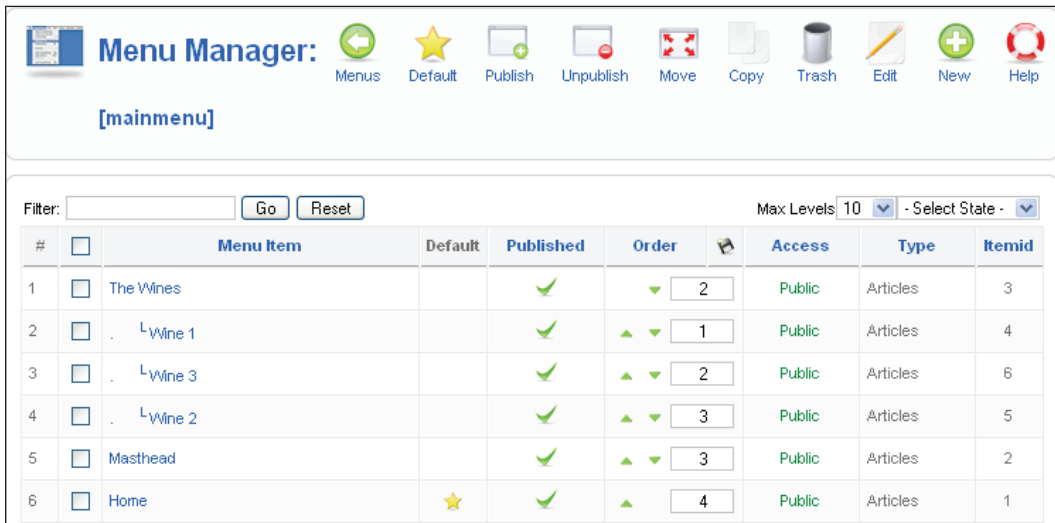 Menu Manager:
[mainmenu]
Menus Default Publish Unpublish Move Copy Trash Edit New Help
Filter: Go Reset Max Levels 10 - Select State -
# Menu Item Default Published Order Access Type Itemid
1 The Wines 2 Public Articles 3
2 . Wine 1 1 Public Articles 4
3 . Wine 3 2 Public Articles 6
4 . Wine 2 3 Public Articles 5
5 Masthead 3 Public Articles 2
6 Home 4 Public Articles 1